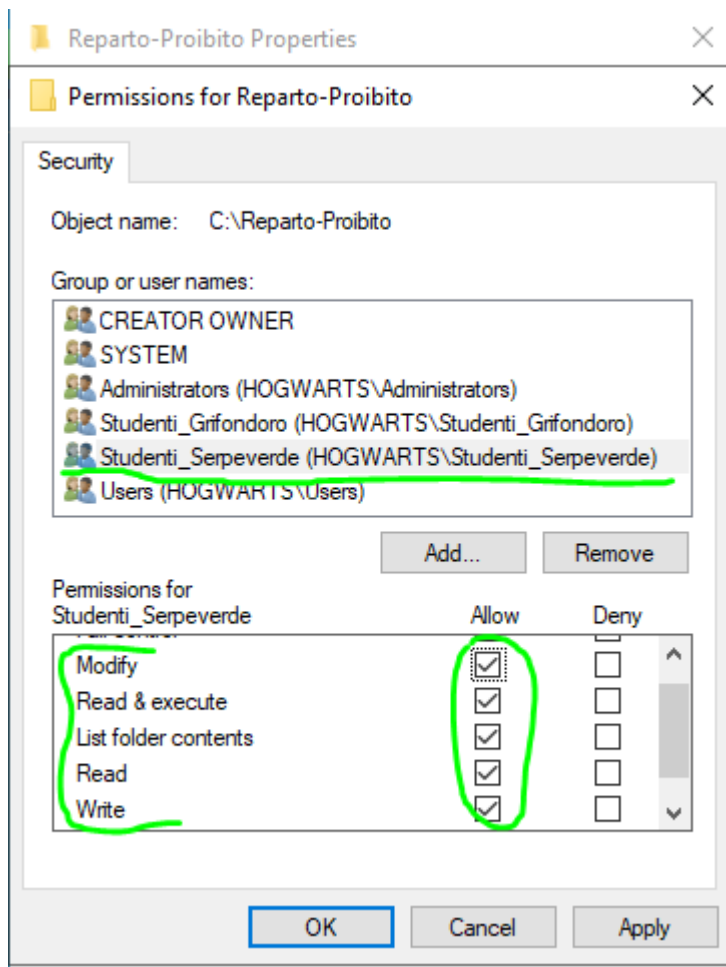 Reparto-Proibito Properties
Permissions for Reparto-Proibito
Security
Object name: C:\Reparto-Proibito
Group or user names:
CREATOR OWNER
SYSTEM
Administrators (HOGWARTS\Administrators)
Studenti_Grifondoro (HOGWARTS\Studenti_Grifondoro)
Studenti_Serpeverde (HOGWARTS\Studenti_Serpeverde)
Users (HOGWARTS\Users)
Add... Remove
Permissions for
Studenti_Serpeverde Allow Deny
Modify
Read & execute
List folder contents
Read
Write
OK Cancel Apply